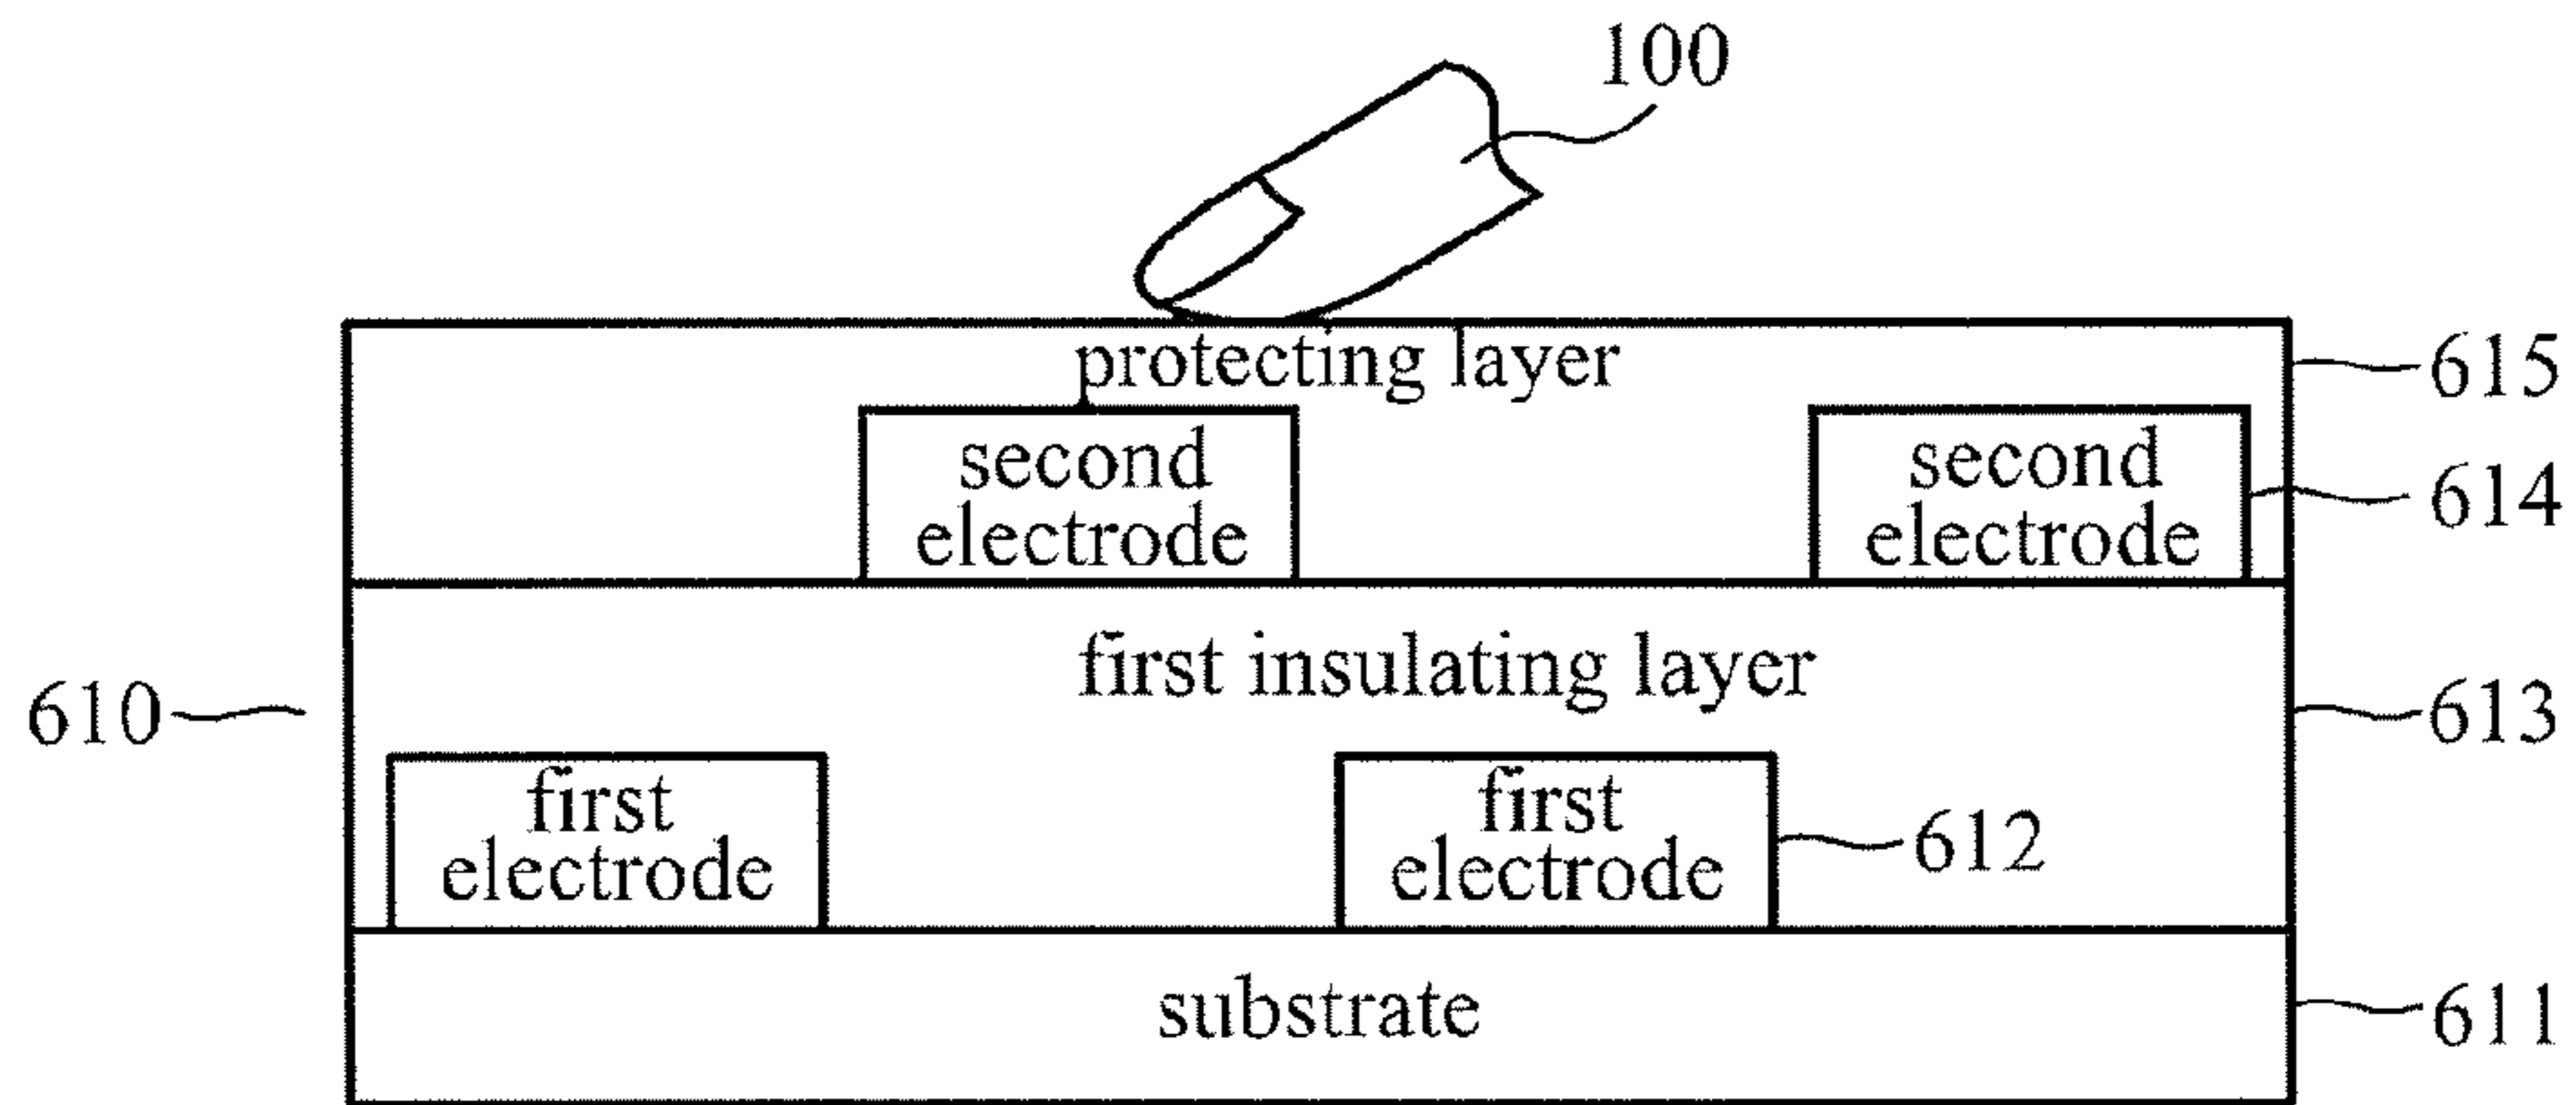 100
protecting layer
615
second
electrode
second
electrode
614
first insulating layer
610
613
first
electrode
first
electrode
612
substrate
611